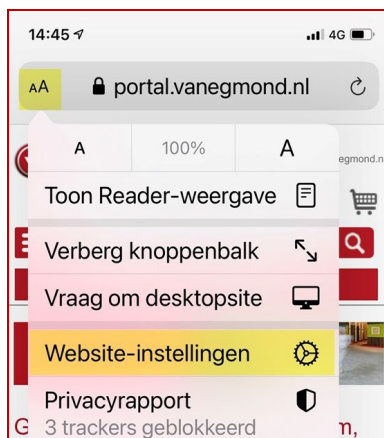 14:45
4G
AA portal.vanegmond.nl
A 100% A
egmond.n
Toon Reader-weergave
Verberg knoppenbalk
Vraag om desktopsite
Website-instellingen
Privacyrapport
G 3 trackers geblokkeerd m,